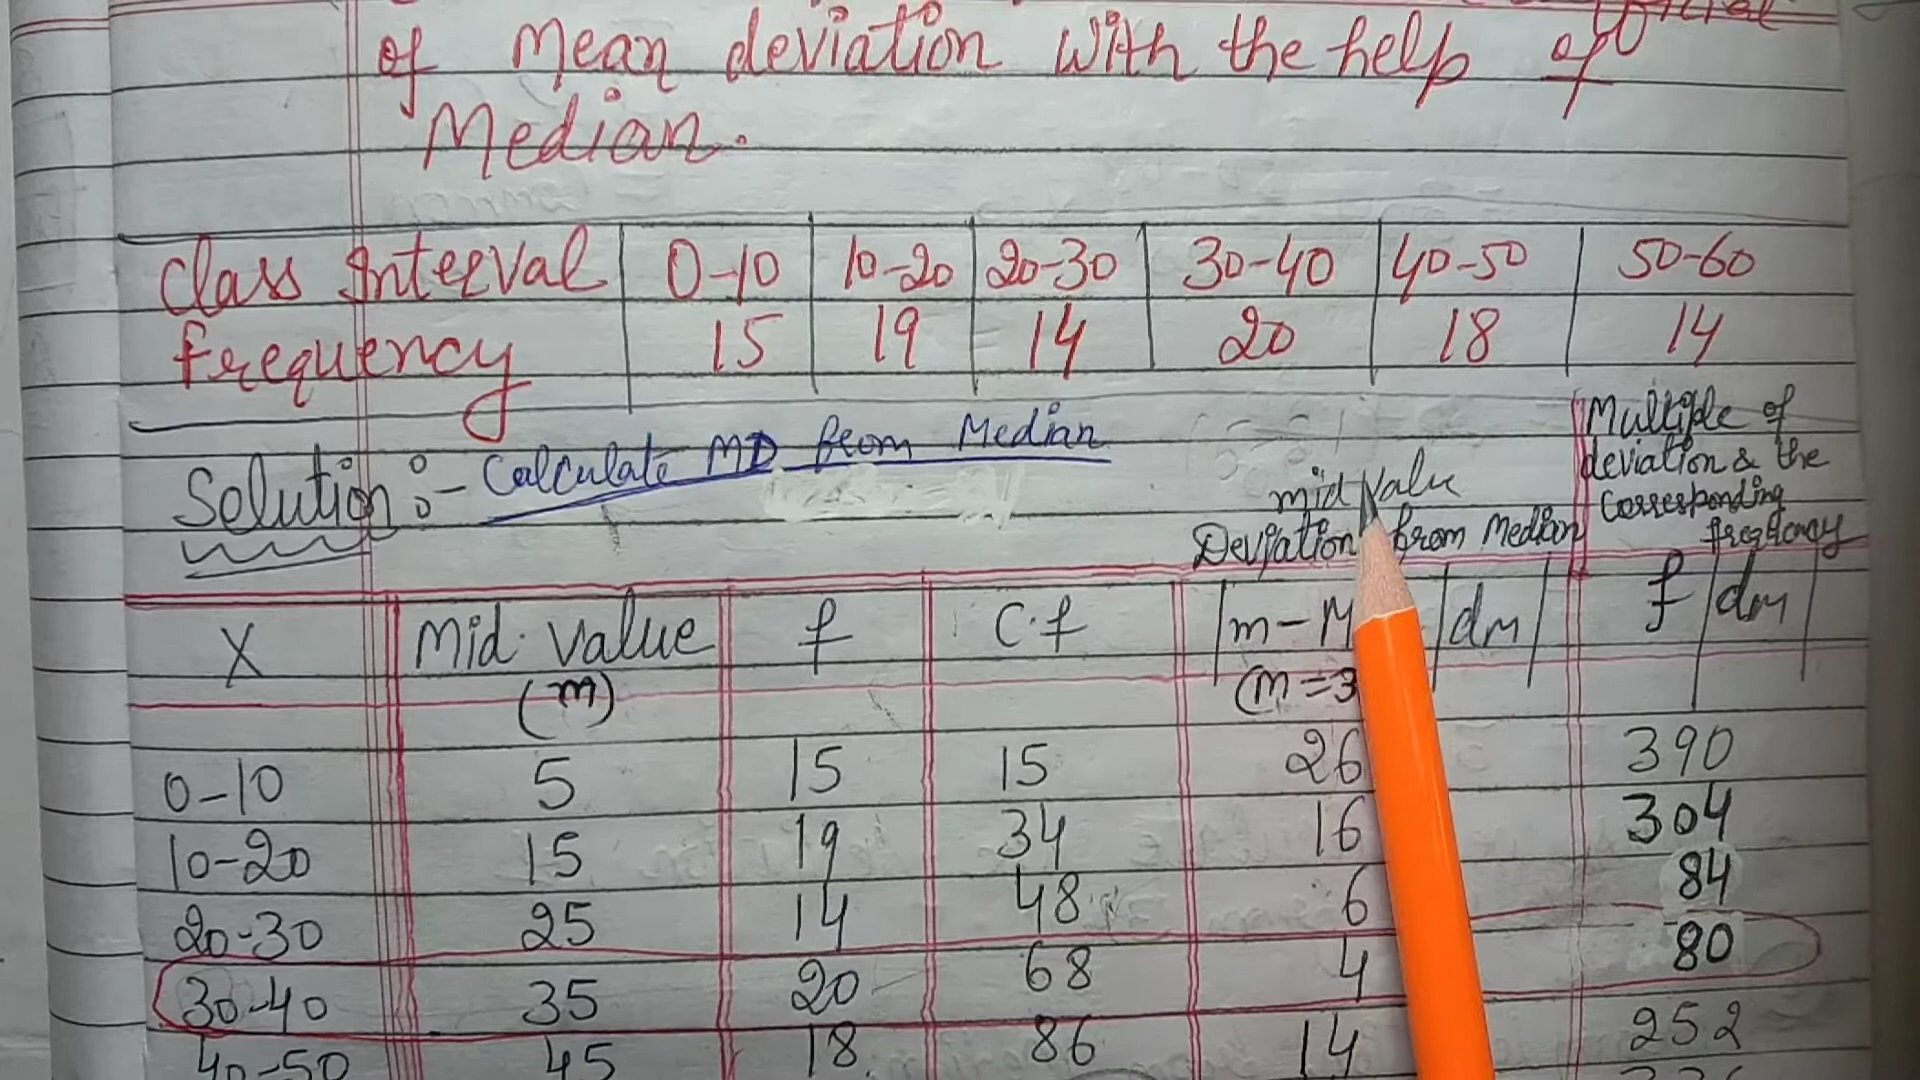 of Mean deviation with the help of
Median.
Class Interval 0-10 10-20 20-30 30-40 40-50 50-60
frequency 15 19 14 20 18 14
Solution :- Calculate MD from Median
Multiple of
deviation & the
Corresponding
mid value
Deviation from Median
X Mid. Value f C.f |m-M |dM| f|dM|
(m) (M=3
0-10 5 15 15 26 390
10-20 15 19 34 16 304
20-30 25 14 48 6 84
30-40 35 20 68 4 80
40-50 45 18 86 14 252